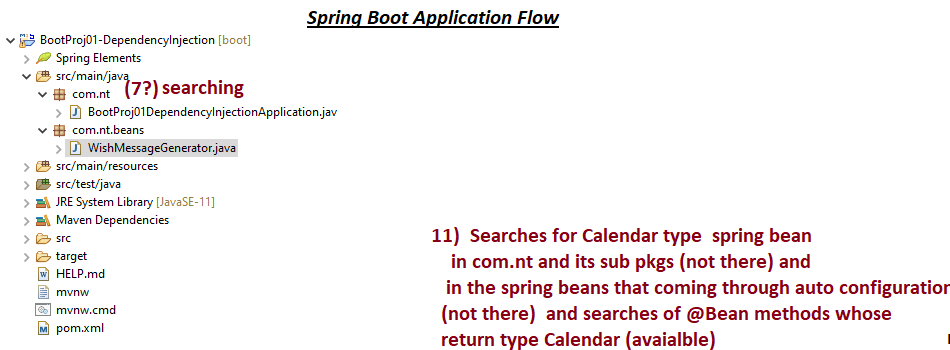 Spring Boot Application Flow
BootProj01-DependencyInjection [boot]
Spring Elements
src/main/java
com.nt (7?) searching
BootProj01DependencyInjectionApplication.jav
com.nt.beans
WishMessageGenerator.java
src/main/resources
src/test/java
JRE System Library [JavaSE-11]
Maven Dependencies
src
target
HELP.md
mvnw
mvnw.cmd
pom.xml
11) Searches for Calendar type spring bean
in com.nt and its sub pkgs (not there) and
in the spring beans that coming through auto configuration
(not there) and searches of @Bean methods whose
return type Calendar (avaialble)